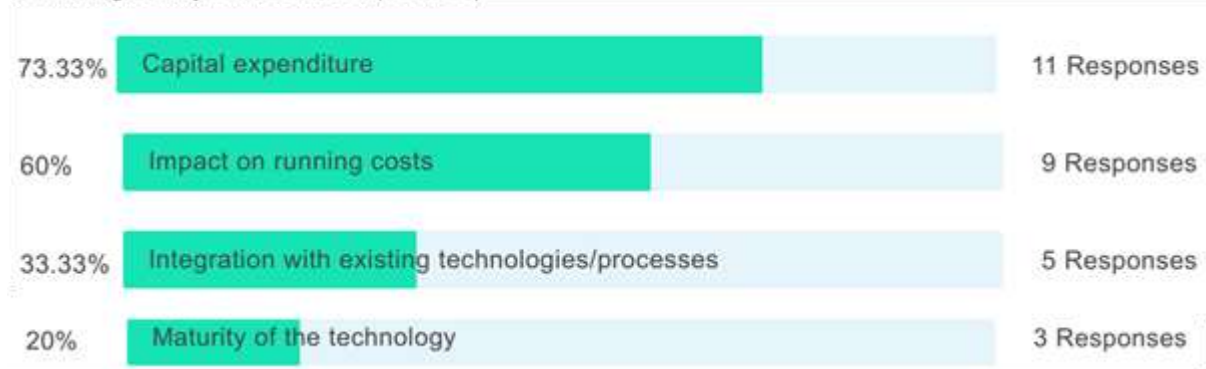 73.33% Capital expenditure 11 Responses
60% Impact on running costs 9 Responses
33.33% Integration with existing technologies/processes 5 Responses
20% Maturity of the technology 3 Responses